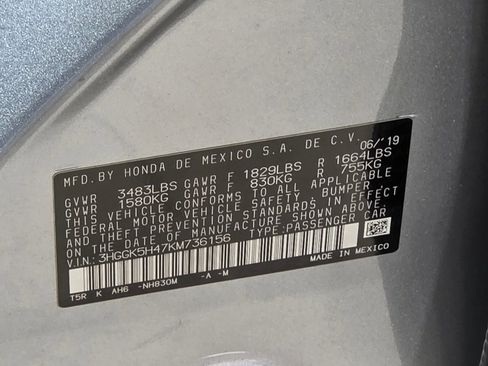 MFD.BY HONDA DE MEXICO S.A. DE C.V. 06/'19
GVWR 3483LBS GAWR F 1829LBS R 1664LBS
GVWR 1580KG GAWR F 830KG R 755KG
THIS VEHICLE CONFORMS TO ALL APPLICABLE
FEDERAL MOTOR VEHICLE SAFETY, BUMPER,
AND THEFT PREVENTION STANDARDS IN EFFECT
ON THE DATE OF MANUFACTURE SHOWN ABOVE.
VIN: 3HGGK5H47KM736156 TYPE: PASSENGER CAR
T5R K AH6 -NH830M -A -M MADE IN MEXICO